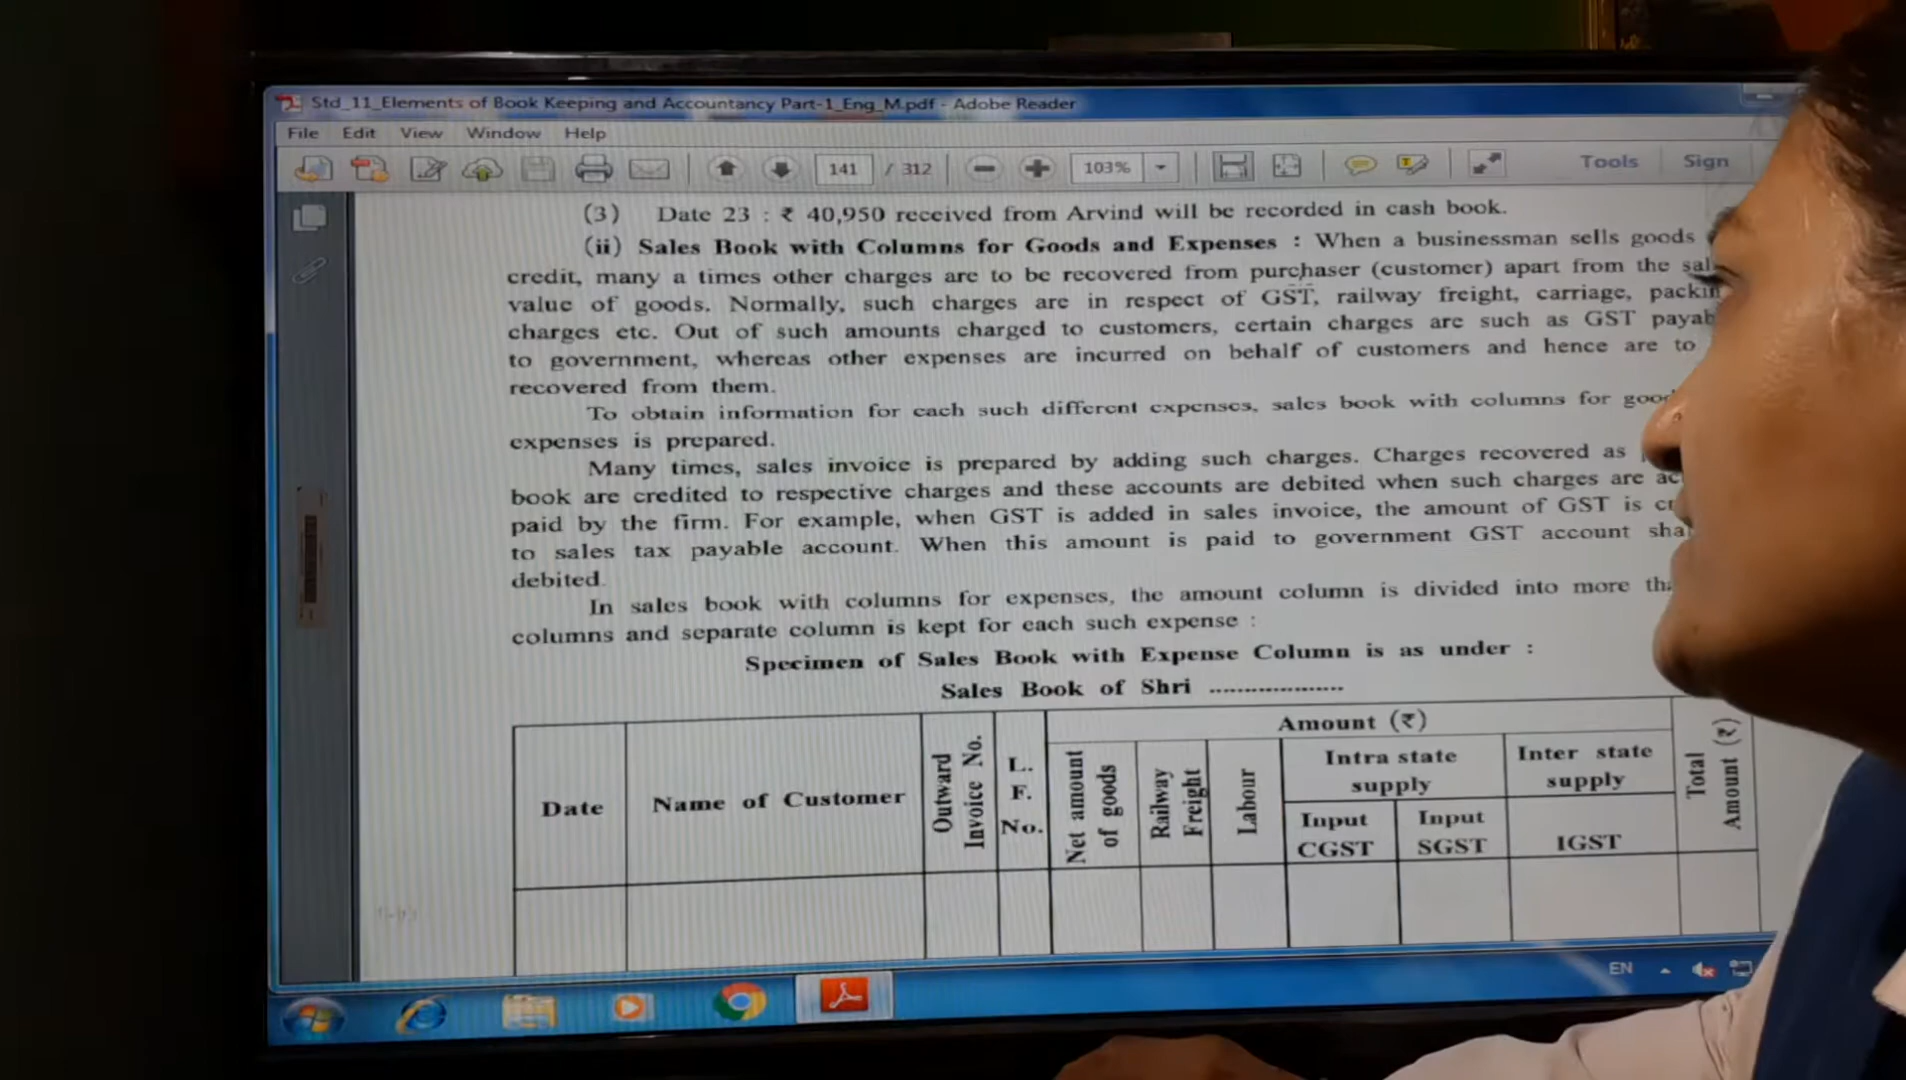 Std_11_Elements of Book Keeping and Accountancy Part-1_Eng_M.pdf - Adobe Reader
File Edit View Window Help
141 / 312 103% Tools Sign
(3) Date 23 : ₹ 40,950 received from Arvind will be recorded in cash book.
(ii) Sales Book with Columns for Goods and Expenses : When a businessman sells goods
credit, many a times other charges are to be recovered from purchaser (customer) apart from the
value of goods. Normally, such charges are in respect of GST, railway freight, carriage,
charges etc. Out of such amounts charged to customers, certain charges are such as GST
to government, whereas other expenses are incurred on behalf of customers and hence are to
recovered from them.
To obtain information for each such different expenses, sales book with columns for
expenses is prepared.
Many times, sales invoice is prepared by adding such charges. Charges recovered as
book are credited to respective charges and these accounts are debited when such charges are
paid by the firm. For example, when GST is added in sales invoice, the amount of GST is
to sales tax payable account. When this amount is paid to government GST account
debited.
In sales book with columns for expenses, the amount column is divided into more
columns and separate column is kept for each such expense :
Specimen of Sales Book with Expense Column is as under :
Sales Book of Shri ...................
Date
Name of Customer
Outward Invoice No.
L. F. No.
Amount (₹)
Net amount of goods
Railway Freight
Labour
Intra state supply
Input CGST
Input SGST
Inter state supply
IGST
Total Amount (₹)
EN